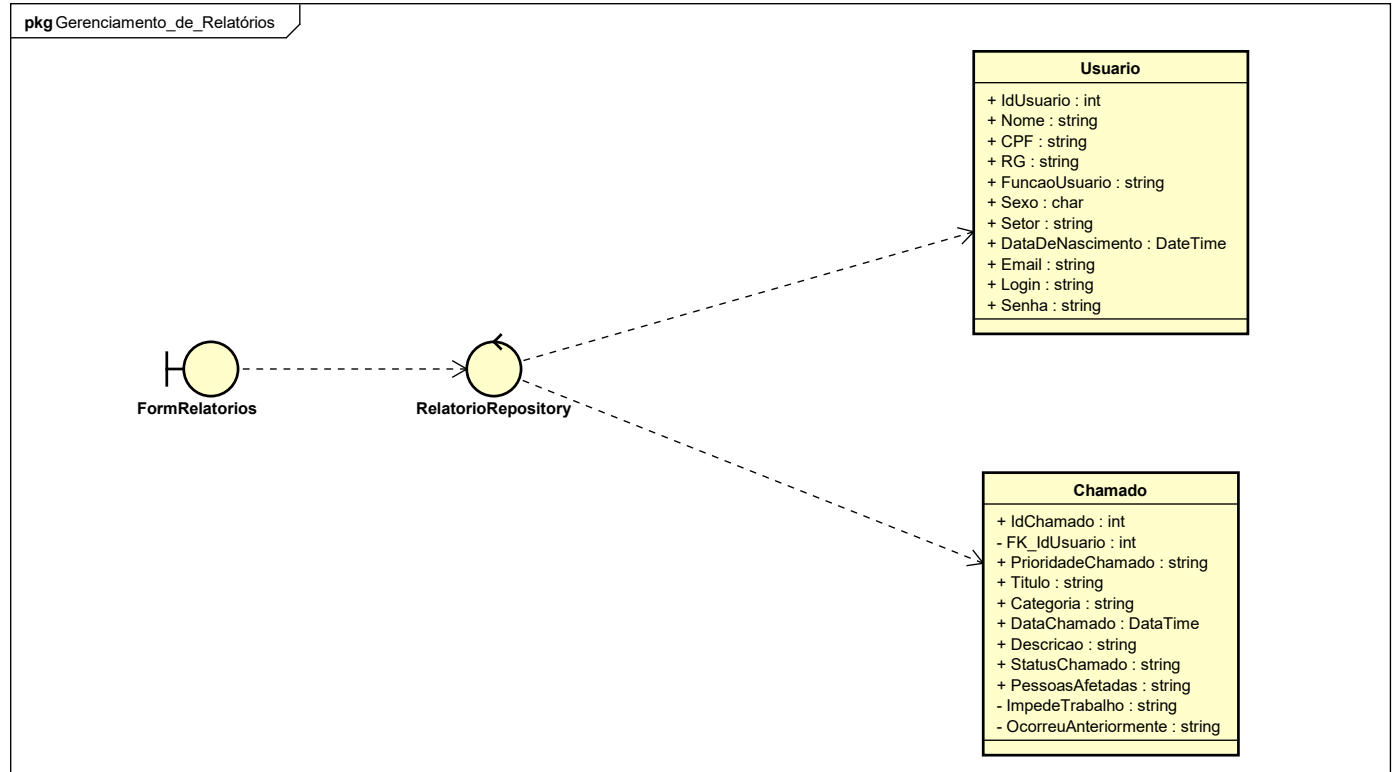 pkg Gerenciamento_de_Relatórios
Usuario
+ IdUsuario : int
+ Nome : string
+ CPF : string
+ RG : string
+ FuncaoUsuario : string
+ Sexo : char
+ Setor : string
+ DataDeNascimento : DateTime
+ Email : string
+ Login : string
+ Senha : string
FormRelatorios
RelatorioRepository
Chamado
+ IdChamado : int
- FK_IdUsuario : int
+ PrioridadeChamado : string
+ Titulo : string
+ Categoria : string
+ DataChamado : DataTime
+ Descricao : string
+ StatusChamado : string
+ PessoasAfetadas : string
- ImpedeTrabalho : string
- OcorreuAnteriormente : string